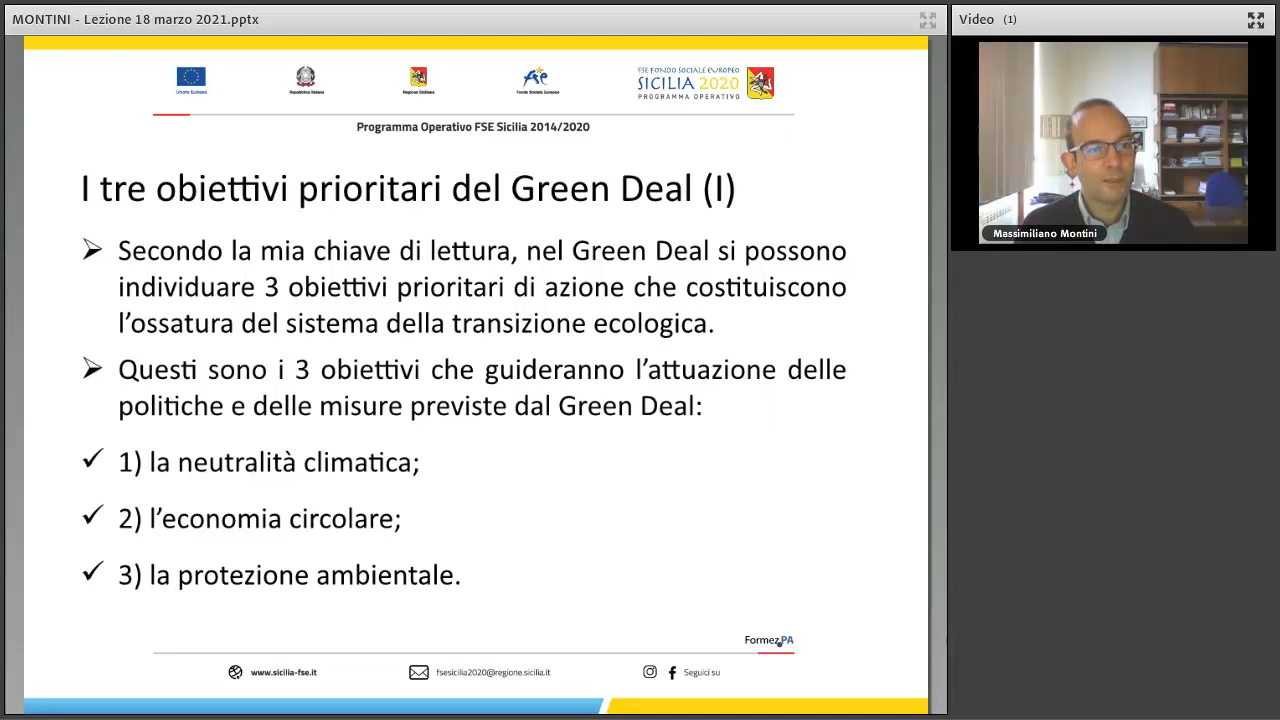 MONTINI - Lezione 18 marzo 2021.pptx
Video (1)
Unione Europea
Repubblica Italiana
Regione Siciliana
Fondo Sociale Europeo
FSE FONDO SOCIALE EUROPEO
SICILIA 2020
PROGRAMMA OPERATIVO
Programma Operativo FSE Sicilia 2014/2020
Massimiliano Montini
I tre obiettivi prioritari del Green Deal (I)
Secondo la mia chiave di lettura, nel Green Deal si possono
individuare 3 obiettivi prioritari di azione che costituiscono
l’ossatura del sistema della transizione ecologica.
Questi sono i 3 obiettivi che guideranno l’attuazione delle
politiche e delle misure previste dal Green Deal:
1) la neutralità climatica;
2) l’economia circolare;
3) la protezione ambientale.
FormezPA
www.sicilia-fse.it
fsesicilia2020@regione.sicilia.it
Seguici su